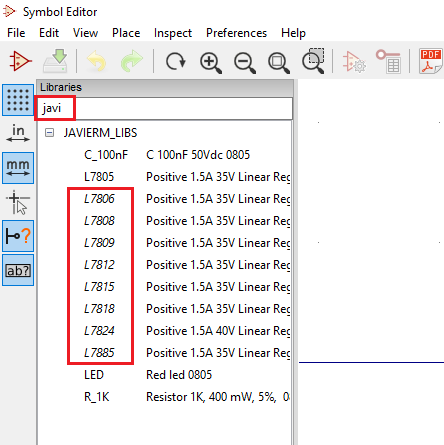 Symbol Editor
File Edit View Place Inspect Preferences Help
PDF
Libraries
in
javi
mm
JAVIERM_LIBS
C_100nF C 100nF 50Vdc 0805
L7805 Positive 1.5A 35V Linear Reg
L7806 Positive 1.5A 35V Linear Reg
L7808 Positive 1.5A 35V Linear Reg
L7809 Positive 1.5A 35V Linear Reg
L7812 Positive 1.5A 35V Linear Reg
ab?
L7815 Positive 1.5A 35V Linear Reg
L7818 Positive 1.5A 35V Linear Reg
L7824 Positive 1.5A 40V Linear Reg
L7885 Positive 1.5A 35V Linear Reg
LED Red led 0805
R_1K Resistor 1K, 400 mW, 5%, 0